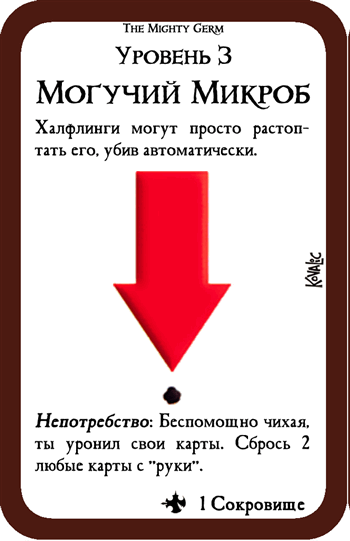 The Mighty Germ
Уровень 3
Могучий Микроб
Халфлинги могут просто растоп-
тать его, убив автоматически.
Kovalic
Непотребство: Беспомощно чихая,
ты уронил свои карты. Сбрось 2
любые карты с "руки".
1 Сокровище